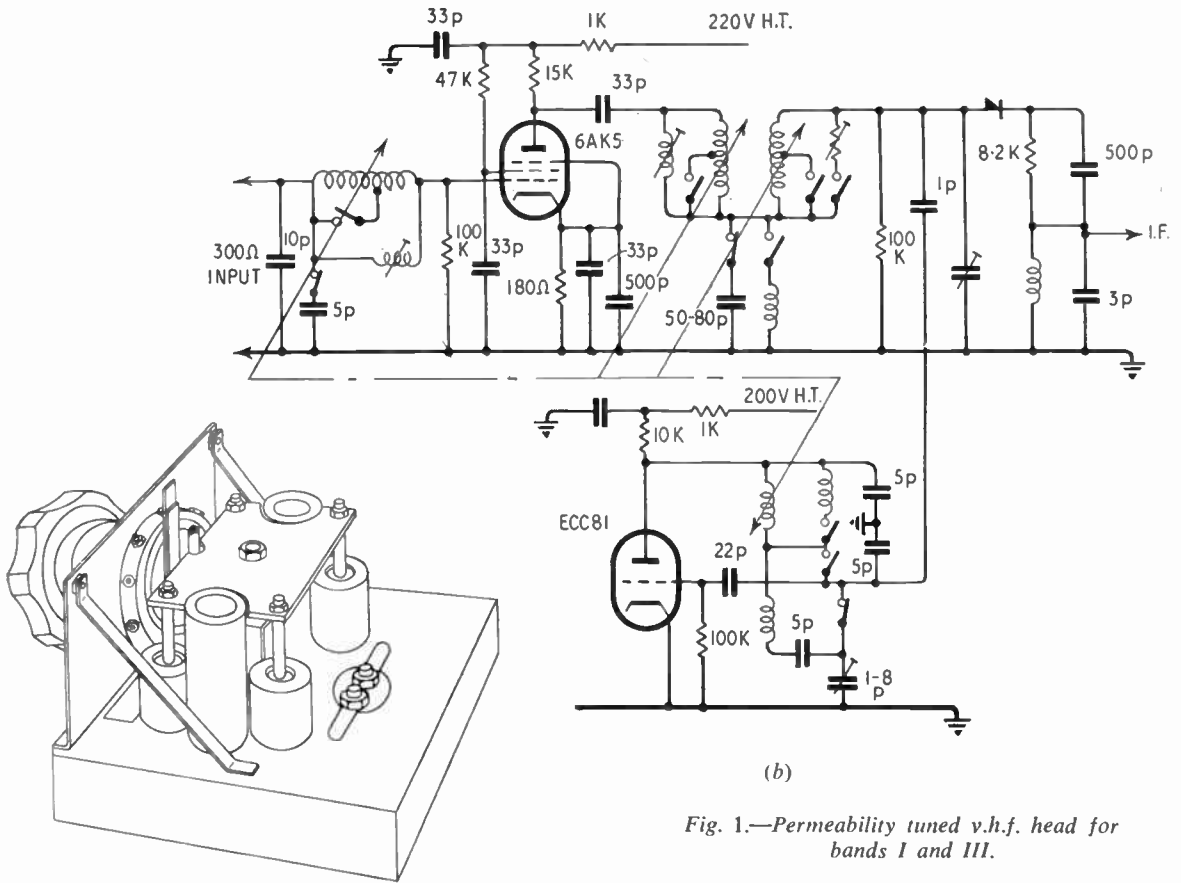 33p
1K
220V H.T.
47K
15K
33p
6AK5
8·2K
500p
1p
300Ω
INPUT
10p
100
K
33p
33p
100
K
I.F.
5p
180Ω
500p
50-80p
3p
200V H.T.
10K
1K
5p
ECC81
22p
5p
100K
5p
1-8
p
(b)
Fig. 1.—Permeability tuned v.h.f. head for
bands I and III.